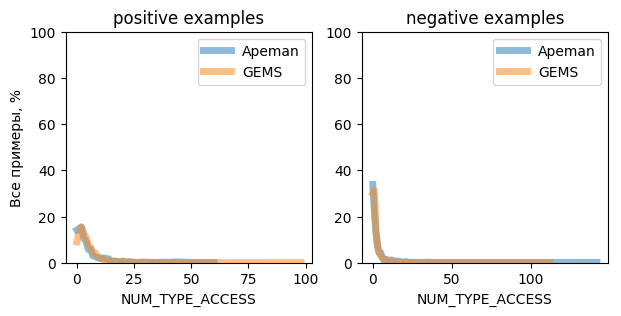 positive examples
negative examples
Все примеры, %
100
80
60
40
20
0
Apeman
GEMS
0
25
50
75
100
NUM_TYPE_ACCESS
100
80
60
40
20
0
Apeman
GEMS
0
50
100
NUM_TYPE_ACCESS